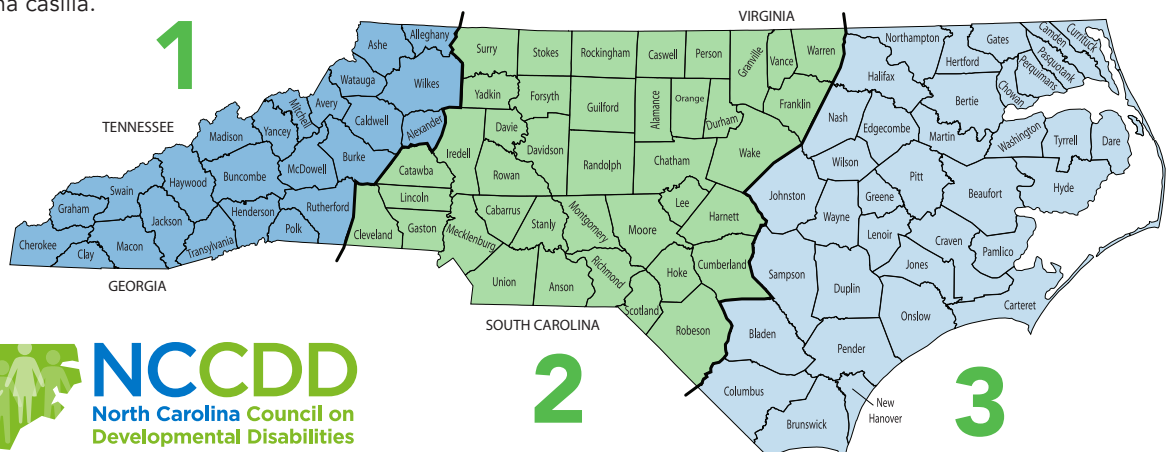 na casilla.
1
2
3
VIRGINIA
TENNESSEE
GEORGIA
SOUTH CAROLINA
Ashe
Alleghany
Watauga
Wilkes
Mitchell
Avery
Caldwell
Alexander
Madison
Yancey
Burke
McDowell
Buncombe
Haywood
Swain
Graham
Jackson
Henderson
Rutherford
Polk
Transylvania
Cherokee
Clay
Macon
Surry
Stokes
Rockingham
Caswell
Person
Granville
Vance
Warren
Yadkin
Forsyth
Guilford
Alamance
Orange
Durham
Franklin
Davie
Iredell
Davidson
Randolph
Chatham
Wake
Catawba
Rowan
Lincoln
Cleveland
Gaston
Mecklenburg
Cabarrus
Stanly
Montgomery
Moore
Lee
Harnett
Union
Anson
Richmond
Hoke
Cumberland
Scotland
Robeson
Northampton
Gates
Camden
Currituck
Hertford
Pasquotank
Perquimans
Chowan
Halifax
Bertie
Nash
Edgecombe
Martin
Washington
Tyrrell
Dare
Wilson
Pitt
Beaufort
Hyde
Johnston
Greene
Wayne
Lenoir
Craven
Pamlico
Jones
Sampson
Duplin
Carteret
Onslow
Bladen
Pender
Columbus
New
Hanover
Brunswick
NCCDD
North Carolina Council on
Developmental Disabilities